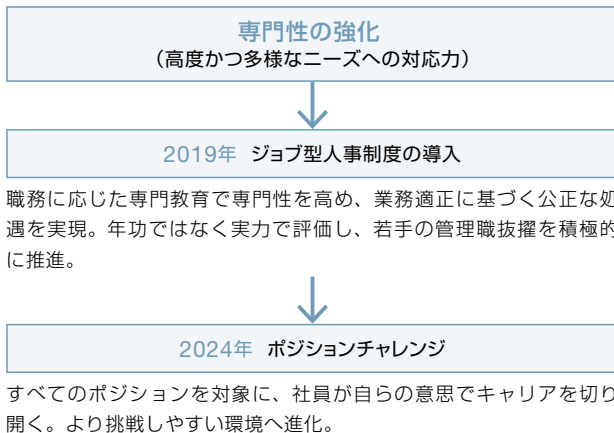 専門性の強化
（高度かつ多様なニーズへの対応力）
2019年 ジョブ型人事制度の導入
職務に応じた専門教育で専門性を高め、業務適正に基づく公正な処
遇を実現。年功ではなく実力で評価し、若手の管理職抜擢を積極的
に推進。
2024年 ポジションチャレンジ
すべてのポジションを対象に、社員が自らの意思でキャリアを切り
開く。より挑戦しやすい環境へ進化。